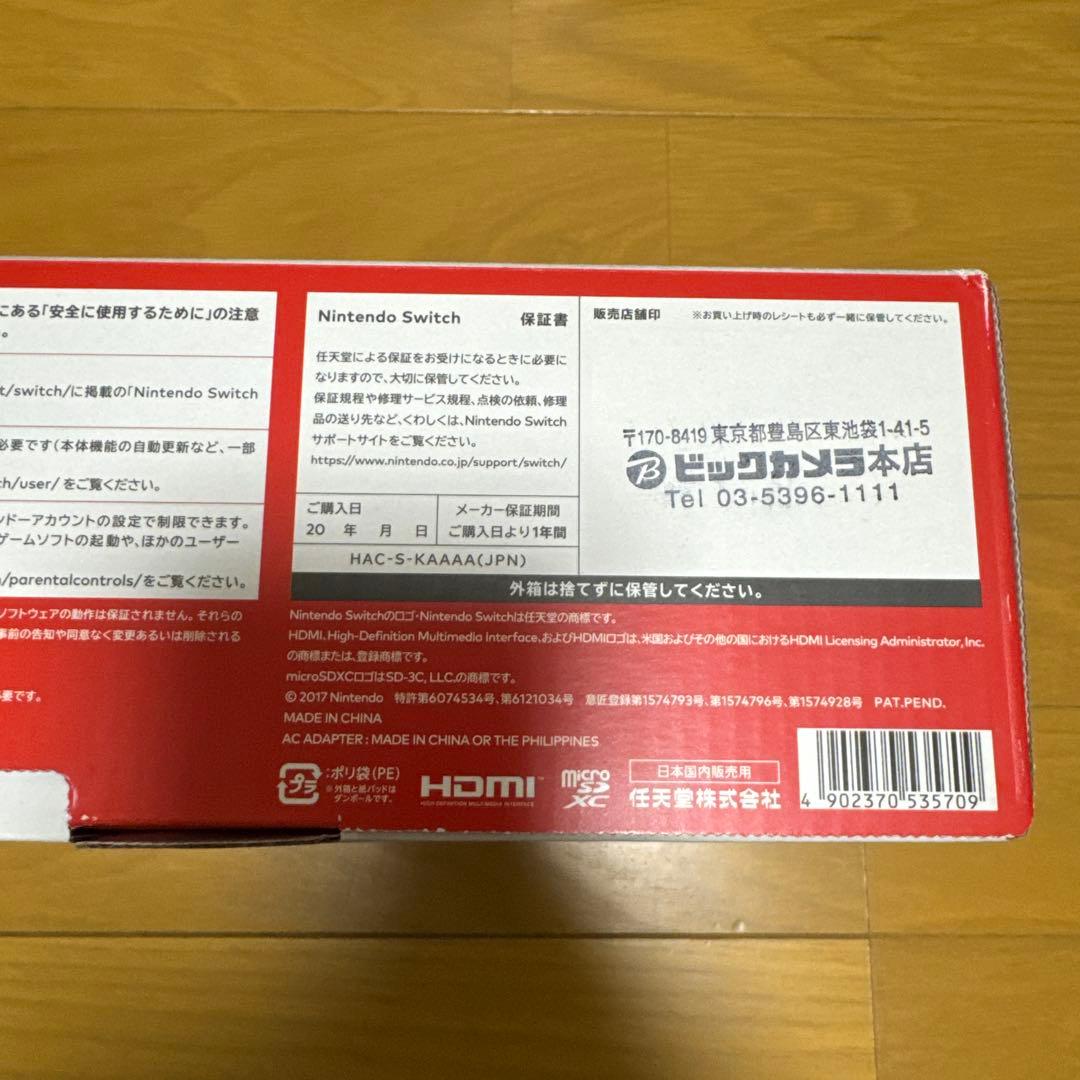 にある「安全に使用するために」の注意
。
t/switch/に掲載の「Nintendo Switch
必要です(本体機能の自動更新など、一部
ch/user/ をご覧ください。
ンドーアカウントの設定で制限できます。
ゲームソフトの起動や、ほかのユーザー
/parentalcontrols/をご覧ください。
ソフトウェアの動作は保証されません。それらの
事前の告知や同意なく変更あるいは削除される
必要です。
Nintendo Switch 保証書
任天堂による保証をお受けになるときに必要に
なりますので、大切に保管してください。
保証規程や修理サービス規程、点検の依頼、修理
品の送り先など、くわしくは、Nintendo Switch
サポートサイトをご覧ください。
https://www.nintendo.co.jp/support/switch/
ご購入日
20 年 月 日
メーカー保証期間
ご購入日より1年間
HAC-S-KAAAA(JPN)
販売店舗印 ※お買い上げ時のレシートも必ず一緒に保管してください。
〒170-8419 東京都豊島区東池袋1-41-5
B ビックカメラ本店
Tel 03-5396-1111
外箱は捨てずに保管してください。
Nintendo Switchのロゴ・Nintendo Switchは任天堂の商標です。
HDMI、High-Definition Multimedia Interface、およびHDMIロゴは、米国およびその他の国におけるHDMI Licensing Administrator, Inc.
の商標または、登録商標です。
microSDXCロゴはSD-3C, LLC.の商標です。
© 2017 Nintendo 特許第6074534号、第6121034号 意匠登録第1574793号、第1574796号、第1574928号 PAT.PEND.
MADE IN CHINA
AC ADAPTER : MADE IN CHINA OR THE PHILIPPINES
プラ
:ポリ袋(PE)
※外箱と紙パッドは
ダンボールです。
HDMI™
HIGH-DEFINITION MULTIMEDIA INTERFACE
micro
SD
XC
日本国内販売用
任天堂株式会社
4 902370 535709